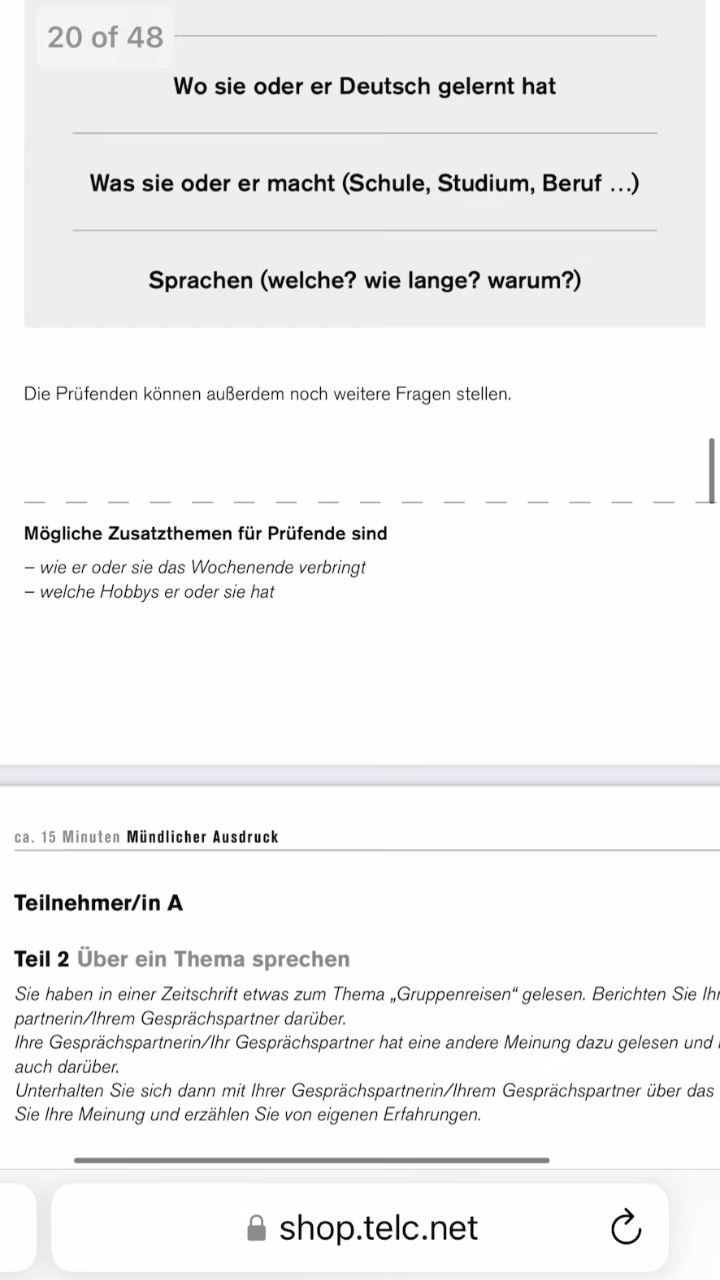 20 of 48
Wo sie oder er Deutsch gelernt hat
Was sie oder er macht (Schule, Studium, Beruf ...)
Sprachen (welche? wie lange? warum?)
Die Prüfenden können außerdem noch weitere Fragen stellen.
Mögliche Zusatzthemen für Prüfende sind
– wie er oder sie das Wochenende verbringt
– welche Hobbys er oder sie hat
ca. 15 Minuten Mündlicher Ausdruck
Teilnehmer/in A
Teil 2 Über ein Thema sprechen
Sie haben in einer Zeitschrift etwas zum Thema „Gruppenreisen“ gelesen. Berichten Sie
partnerin/Ihrem Gesprächspartner darüber.
Ihre Gesprächspartnerin/Ihr Gesprächspartner hat eine andere Meinung dazu gelesen und
auch darüber.
Unterhalten Sie sich dann mit Ihrer Gesprächspartnerin/Ihrem Gesprächspartner über das
Sie Ihre Meinung und erzählen Sie von eigenen Erfahrungen.
shop.telc.net